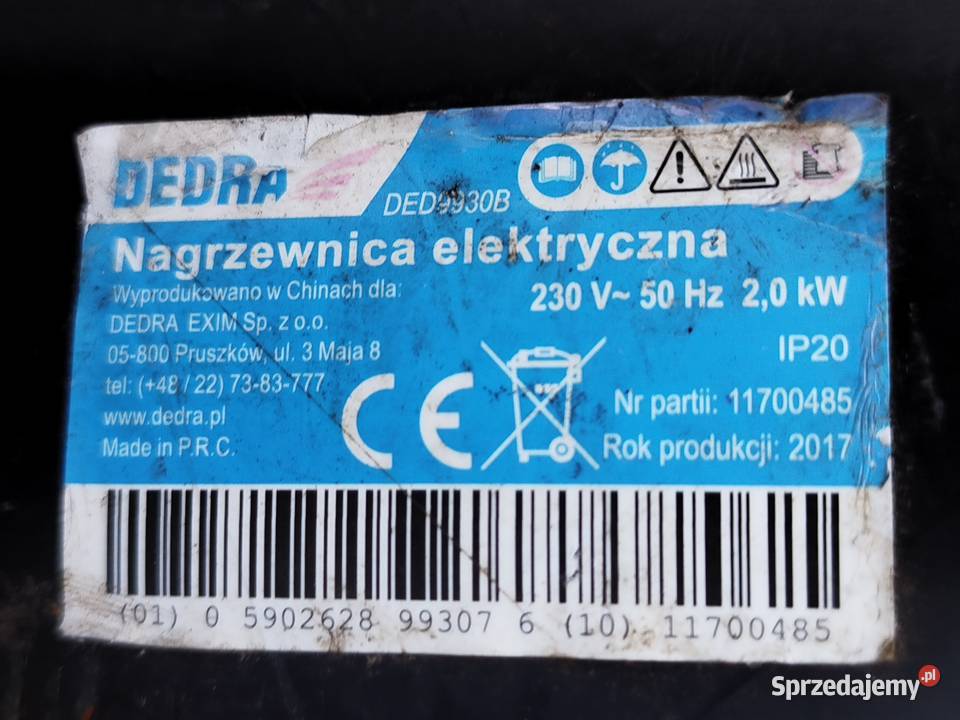 DEDRA
DED9930B
Nagrzewnica elektryczna
Wyprodukowano w Chinach dla:
DEDRA EXIM Sp. z o.o.
05-800 Pruszków, ul. 3 Maja 8
tel: (+48 / 22) 73-83-777
www.dedra.pl
Made in P.R.C.
230 V~ 50 Hz 2,0 kW
IP20
Nr partii: 11700485
Rok produkcji: 2017
CE
(01) 0 5902628 99307 6 (10) 11700485
Sprzedajemy.pl